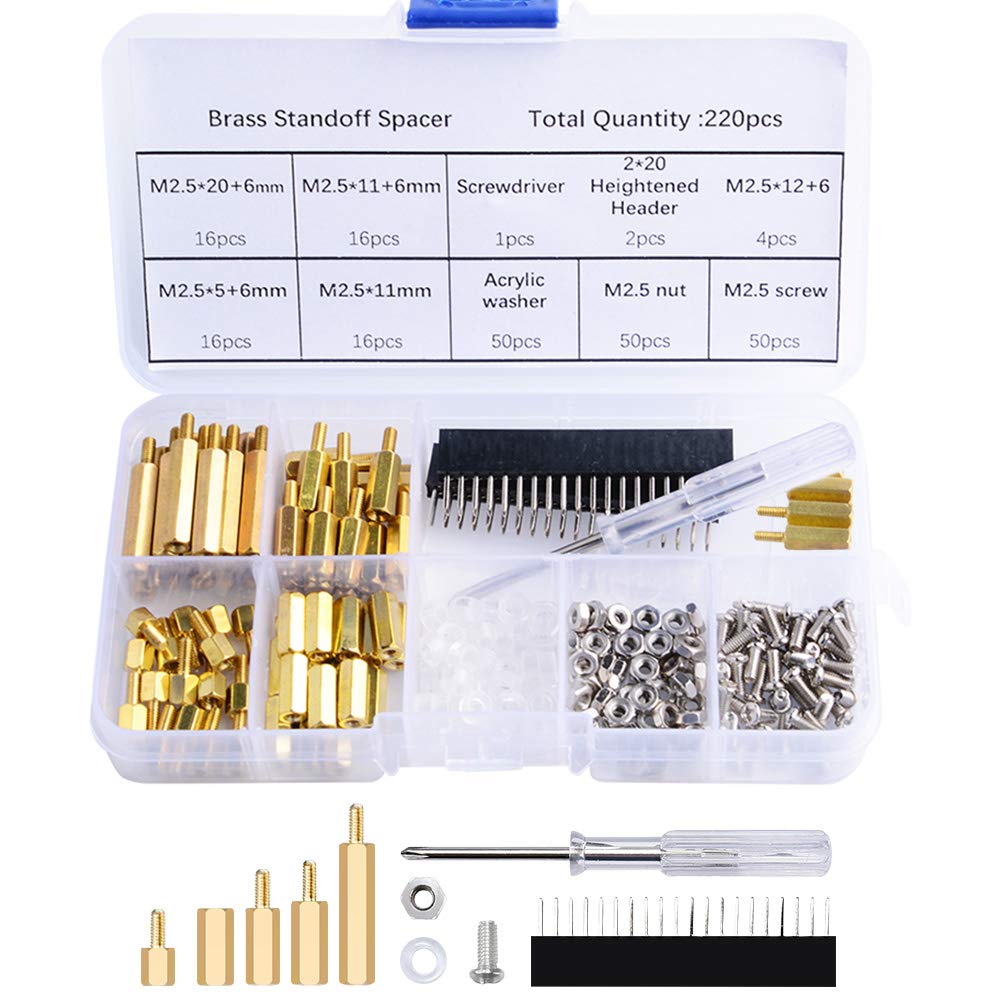 Brass Standoff Spacer Total Quantity :220pcs
M2.5*20+6mm
16pcs
M2.5*11+6mm
16pcs
Screwdriver
1pcs
2*20
Heightened
Header
2pcs
M2.5*12+6
4pcs
M2.5*5+6mm
16pcs
M2.5*11mm
16pcs
Acrylic
washer
50pcs
M2.5 nut
50pcs
M2.5 screw
50pcs